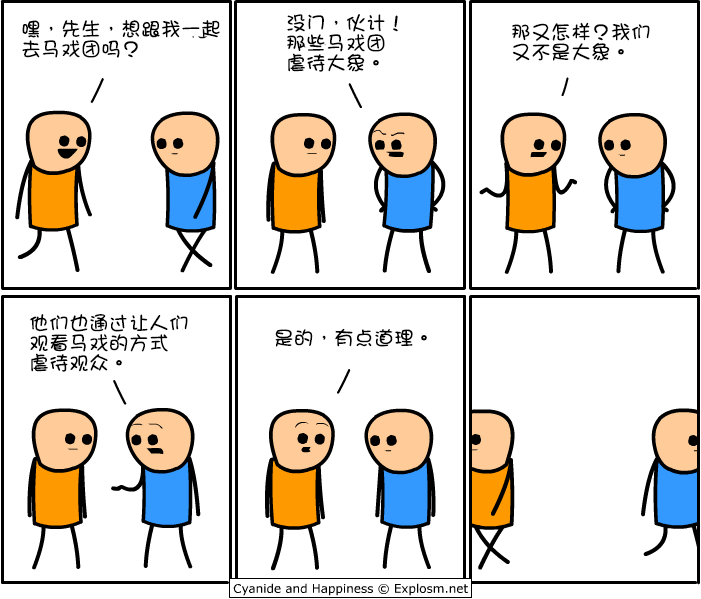 嘿，先生，想跟我一起
去马戏团吗？
没门，伙计！
那些马戏团
虐待大象。
那又怎样？我们
又不是大象。
他们也通过让人们
观看马戏的方式
虐待观众。
是的，有点道理。
Cyanide and Happiness © Explosm.net